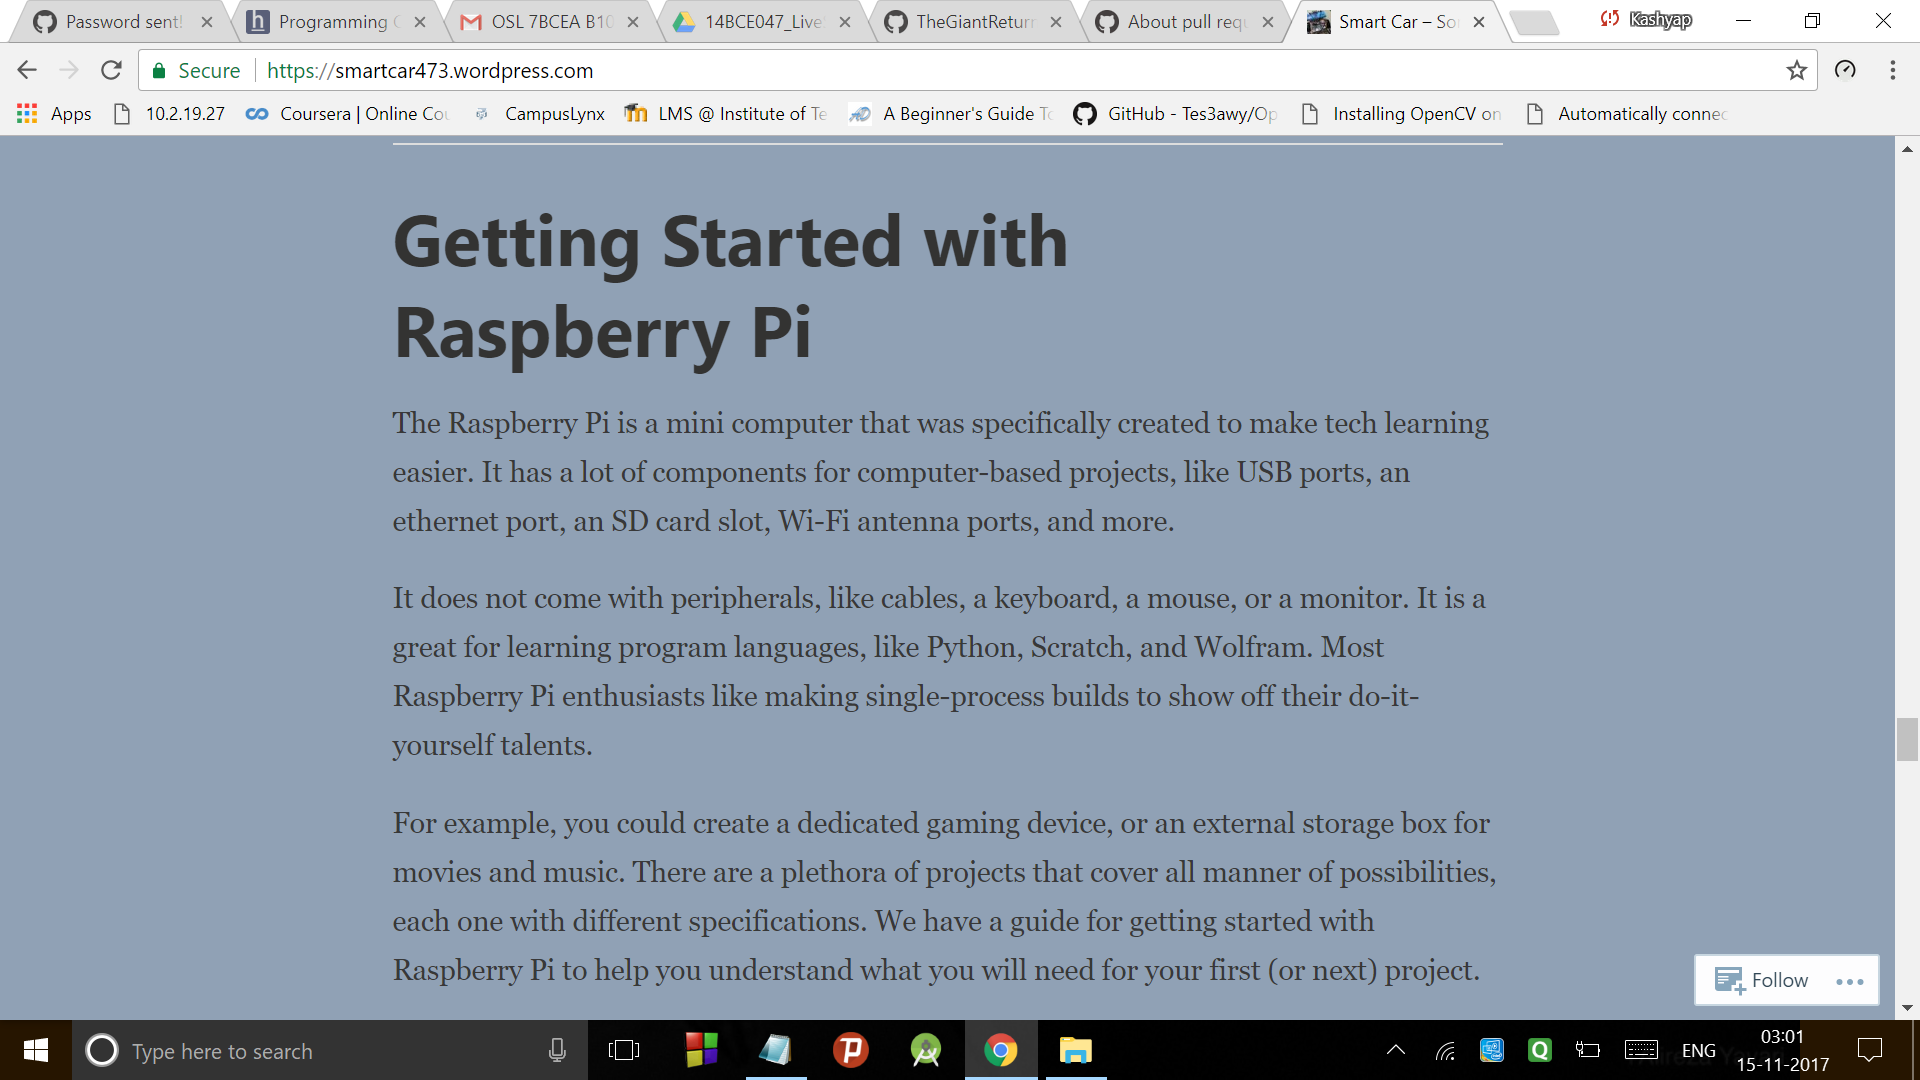 Password sent!
Programming
OSL 7BCEA B10
14BCE047_Live
TheGiantReturn
About pull requ
Smart Car – So
Kashyap
Secure
https://smartcar473.wordpress.com
Apps
10.2.19.27
Coursera | Online Cou
CampusLynx
LMS @ Institute of Te
A Beginner's Guide To
GitHub - Tes3awy/Op
Installing OpenCV on
Automatically connec
Getting Started with
Raspberry Pi
The Raspberry Pi is a mini computer that was specifically created to make tech learning
easier. It has a lot of components for computer-based projects, like USB ports, an
ethernet port, an SD card slot, Wi-Fi antenna ports, and more.
It does not come with peripherals, like cables, a keyboard, a mouse, or a monitor. It is a
great for learning program languages, like Python, Scratch, and Wolfram. Most
Raspberry Pi enthusiasts like making single-process builds to show off their do-it-
yourself talents.
For example, you could create a dedicated gaming device, or an external storage box for
movies and music. There are a plethora of projects that cover all manner of possibilities,
each one with different specifications. We have a guide for getting started with
Raspberry Pi to help you understand what you will need for your first (or next) project.
Follow
Type here to search
ENG
03:01
15-11-2017